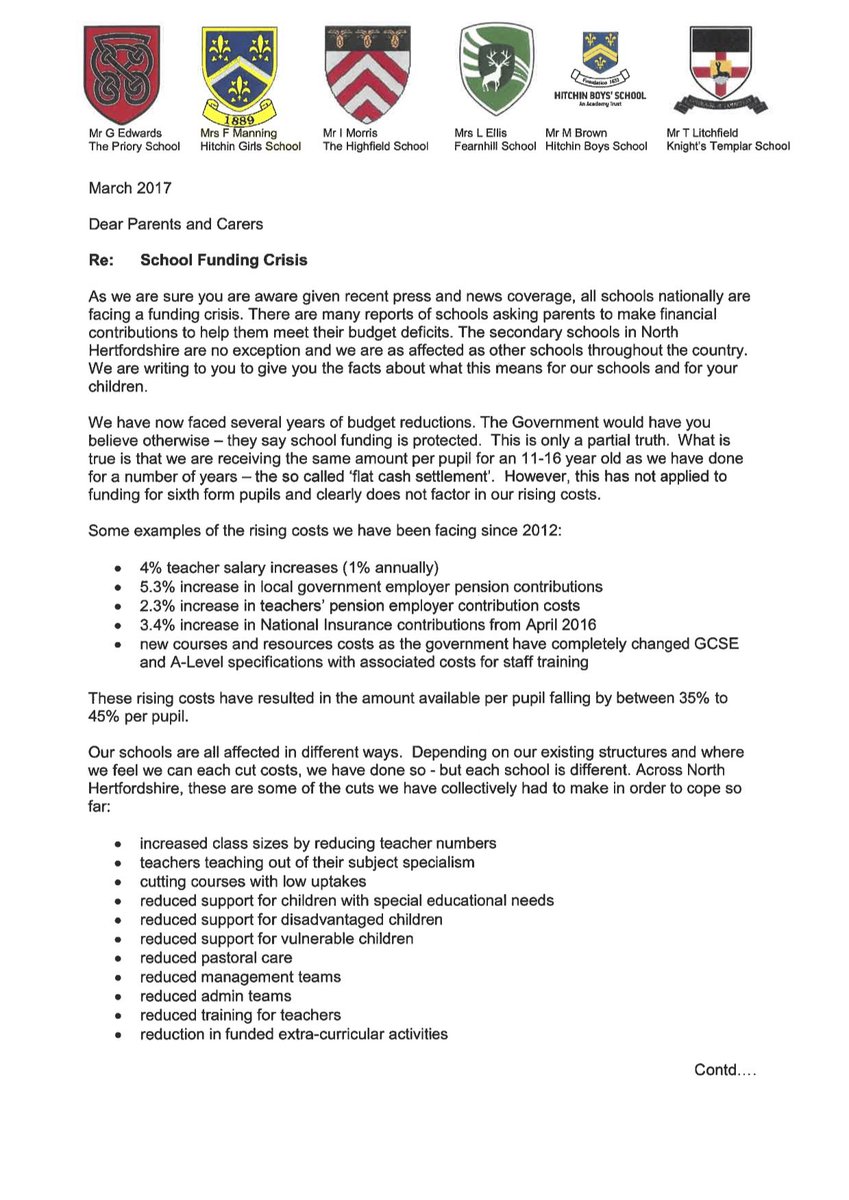 1889
Foundation 1632
HITCHIN BOYS' SCHOOL
An Academy Trust
Mr G Edwards
The Priory School
Mrs F Manning
Hitchin Girls School
Mr I Morris
The Highfield School
Mrs L Ellis
Fearnhill School
Mr M Brown
Hitchin Boys School
Mr T Litchfield
Knight's Templar School
March 2017
Dear Parents and Carers
Re: School Funding Crisis
As we are sure you are aware given recent press and news coverage, all schools nationally are
facing a funding crisis. There are many reports of schools asking parents to make financial
contributions to help them meet their budget deficits. The secondary schools in North
Hertfordshire are no exception and we are as affected as other schools throughout the country.
We are writing to you to give you the facts about what this means for our schools and for your
children.
We have now faced several years of budget reductions. The Government would have you
believe otherwise – they say school funding is protected.  This is only a partial truth.  What is
true is that we are receiving the same amount per pupil for an 11-16 year old as we have done
for a number of years – the so called 'flat cash settlement'.  However, this has not applied to
funding for sixth form pupils and clearly does not factor in our rising costs.
Some examples of the rising costs we have been facing since 2012:
• 4% teacher salary increases (1% annually)
• 5.3% increase in local government employer pension contributions
• 2.3% increase in teachers' pension employer contribution costs
• 3.4% increase in National Insurance contributions from April 2016
• new courses and resources costs as the government have completely changed GCSE
and A-Level specifications with associated costs for staff training
These rising costs have resulted in the amount available per pupil falling by between 35% to
45% per pupil.
Our schools are all affected in different ways.  Depending on our existing structures and where
we feel we can each cut costs, we have done so - but each school is different. Across North
Hertfordshire, these are some of the cuts we have collectively had to make in order to cope so
far:
• increased class sizes by reducing teacher numbers
• teachers teaching out of their subject specialism
• cutting courses with low uptakes
• reduced support for children with special educational needs
• reduced support for disadvantaged children
• reduced support for vulnerable children
• reduced pastoral care
• reduced management teams
• reduced admin teams
• reduced training for teachers
• reduction in funded extra-curricular activities
Contd....